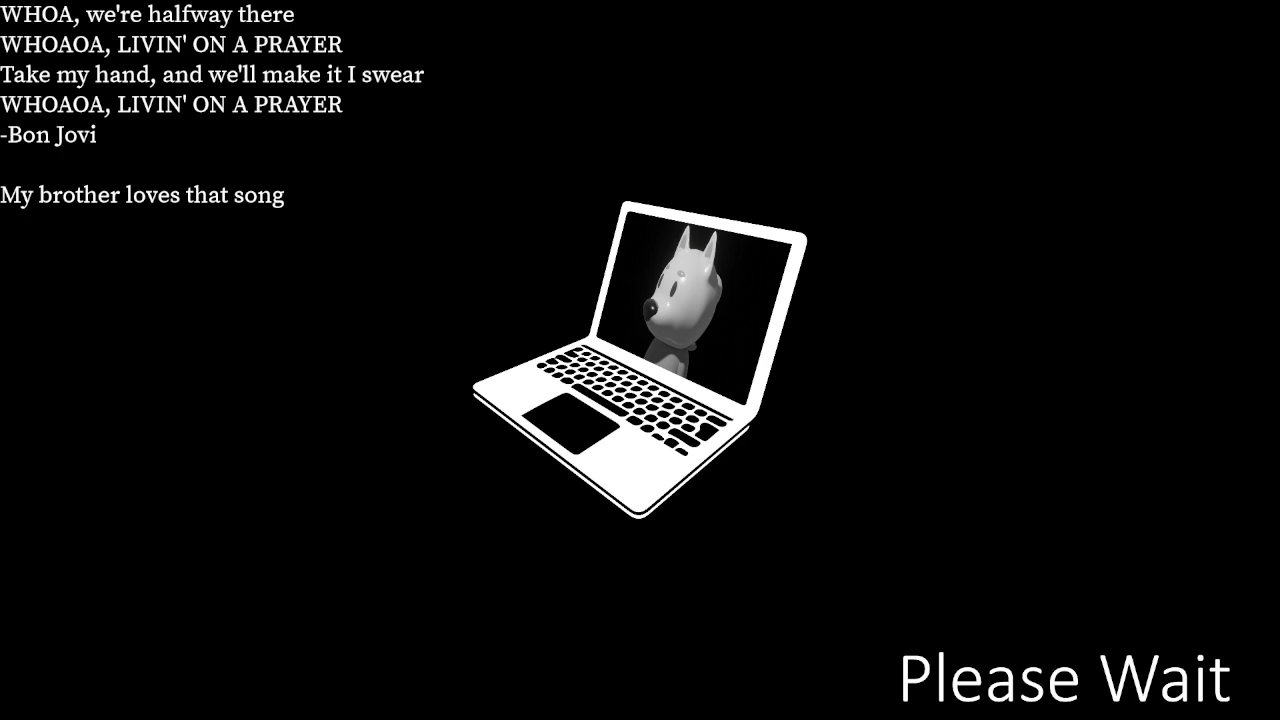 WHOA, we're halfway there
WHOAOA, LIVIN' ON A PRAYER
Take my hand, and we'll make it I swear
WHOAOA, LIVIN' ON A PRAYER
-Bon Jovi
My brother loves that song
Please Wait